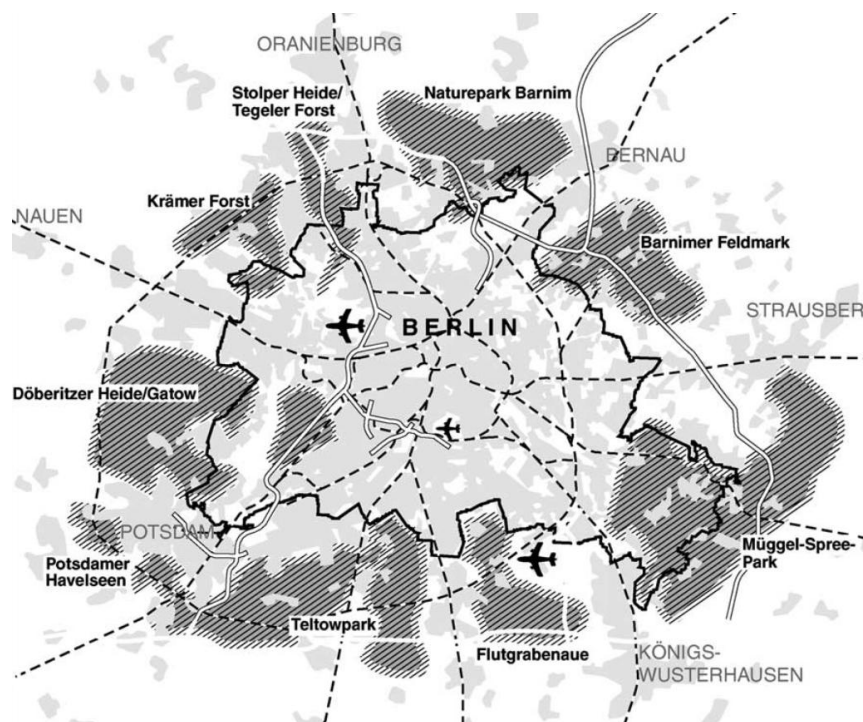 ORANIENBURG
Stolper Heide/
Tegeler Forst
Naturepark Barnim
BERNAU
Krämer Forst
NAUEN
Barnimer Feldmark
STRAUSBER
BERLIN
Döberitzer Heide/Gatow
POTSDAM
Potsdamer
Havelseen
Müggel-Spree-
Park
Teltowpark
Flutgrabenaue
KÖNIGS-
WUSTERHAUSEN